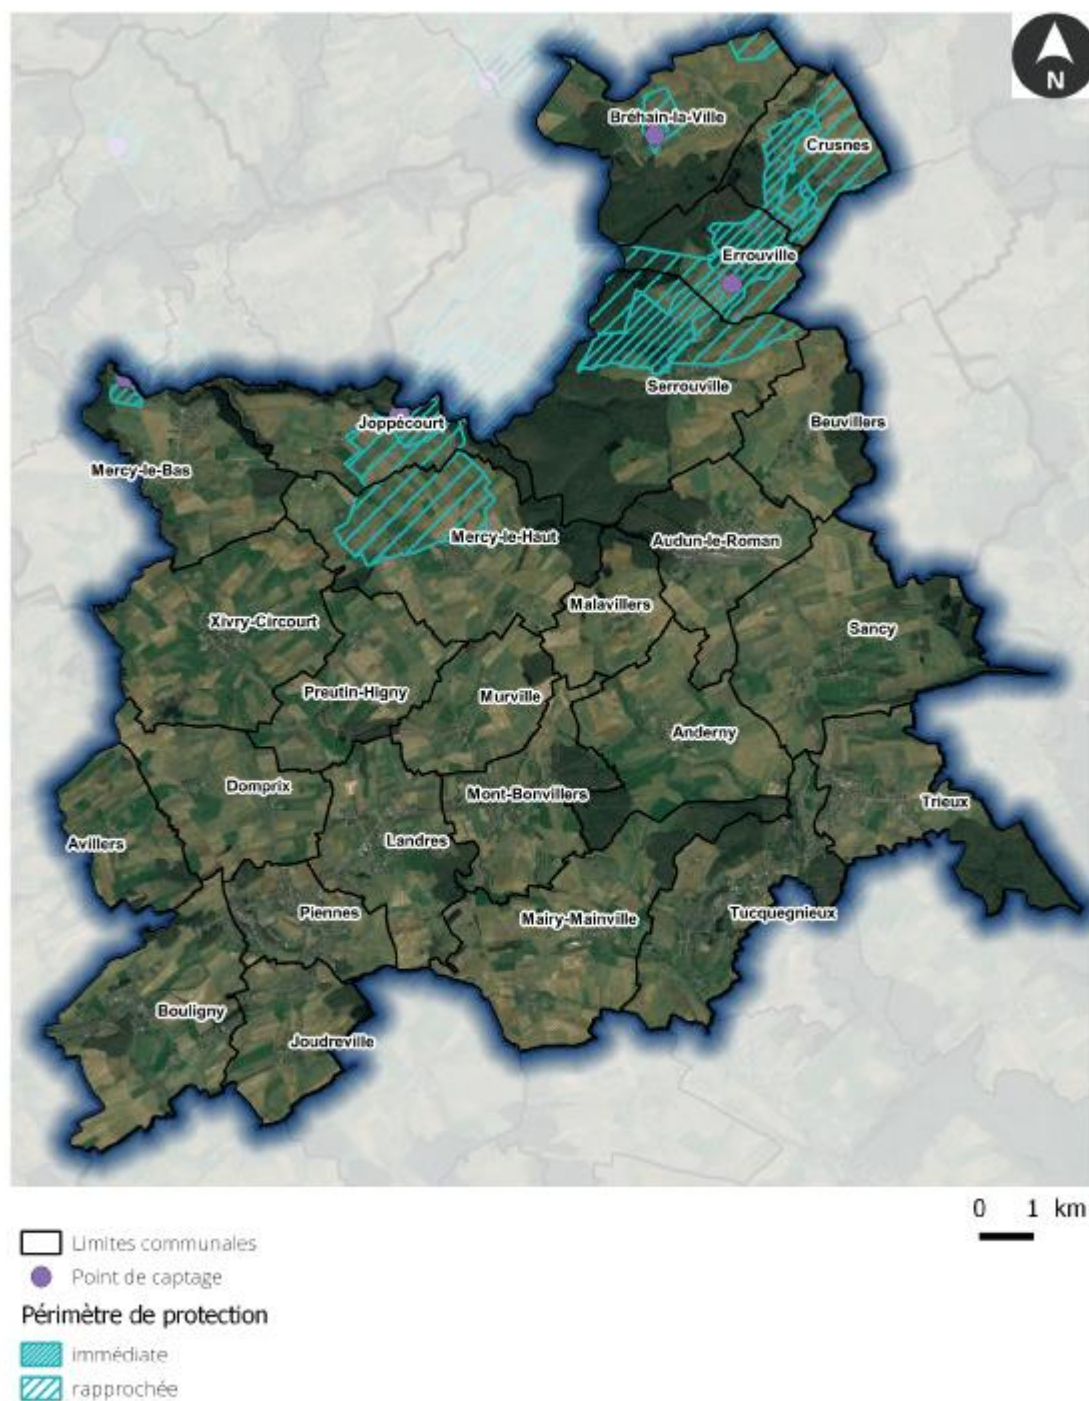 N
Bréhain-la-Ville
Crusnes
Errouville
Serrouville
Joppécourt
Beuvillers
Mercy-le-Bas
Mercy-le-Haut
Audun-le-Roman
Malavillers
Xivry-Circourt
Sancy
Preutin-Higny
Murville
Anderny
Domprix
Mont-Bonvillers
Trieux
Avillers
Landres
Piennes
Mairy-Mainville
Tucquegnieux
Bouligny
Joudreville
0 1 km
Limites communales
Point de captage
Périmètre de protection
immédiate
rapprochée